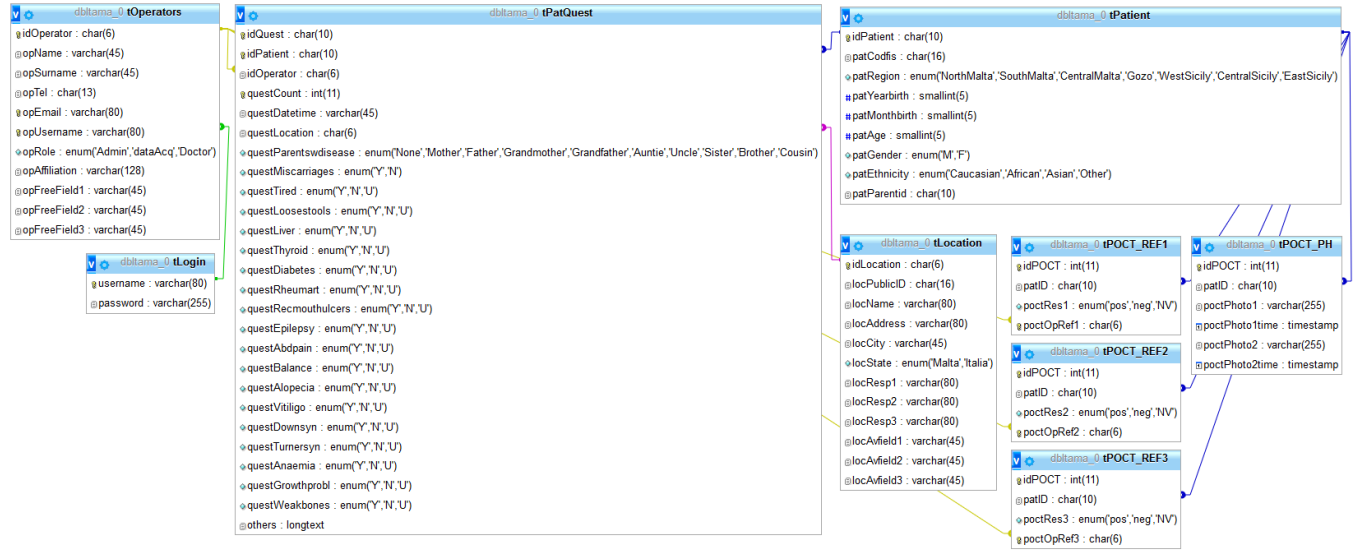 dbltama_0 tOperators
idOperator : char(6)
opName : varchar(45)
opSurname : varchar(45)
opTel : char(13)
opEmail : varchar(80)
opUsername : varchar(80)
opRole : enum('Admin','dataAcq','Doctor')
opAffiliation : varchar(128)
opFreeField1 : varchar(45)
opFreeField2 : varchar(45)
opFreeField3 : varchar(45)
dbltama_0 tLogin
username : varchar(80)
password : varchar(255)
dbltama_0 tPatQuest
idQuest : char(10)
idPatient : char(10)
idOperator : char(6)
questCount : int(11)
questDatetime : varchar(45)
questLocation : char(6)
questParentswdisease : enum('None','Mother','Father','Grandmother','Grandfather','Auntie','Uncle','Sister','Brother','Cousin')
questMiscarriages : enum('Y','N')
questTired : enum('Y','N','U')
questLoosestools : enum('Y','N','U')
questLiver : enum('Y','N','U')
questThyroid : enum('Y','N','U')
questDiabetes : enum('Y','N','U')
questRheumart : enum('Y','N','U')
questRecmouthulcers : enum('Y','N','U')
questEpilepsy : enum('Y','N','U')
questAbdpain : enum('Y','N','U')
questBalance : enum('Y','N','U')
questAlopecia : enum('Y','N','U')
questVitiligo : enum('Y','N','U')
questDownsyn : enum('Y','N','U')
questTurnersyn : enum('Y','N','U')
questAnaemia : enum('Y','N','U')
questGrowthprobl : enum('Y','N','U')
questWeakbones : enum('Y','N','U')
others : longtext
dbltama_0 tPatient
idPatient : char(10)
patCodfis : char(16)
patRegion : enum('NorthMalta','SouthMalta','CentralMalta','Gozo','WestSicily','CentralSicily','EastSicily')
patYearbirth : smallint(5)
patMonthbirth : smallint(5)
patAge : smallint(5)
patGender : enum('M','F')
patEthnicity : enum('Caucasian','African','Asian','Other')
patParentid : char(10)
dbltama_0 tLocation
idLocation : char(6)
locPublicID : char(16)
locName : varchar(80)
locAddress : varchar(80)
locCity : varchar(45)
locState : enum('Malta','Italia')
locResp1 : varchar(80)
locResp2 : varchar(80)
locResp3 : varchar(80)
locAvfield1 : varchar(45)
locAvfield2 : varchar(45)
locAvfield3 : varchar(45)
dbltama_0 tPOCT_REF1
idPOCT : int(11)
patID : char(10)
poctRes1 : enum('pos','neg','NV')
poctOpRef1 : char(6)
dbltama_0 tPOCT_REF2
idPOCT : int(11)
patID : char(10)
poctRes2 : enum('pos','neg','NV')
poctOpRef2 : char(6)
dbltama_0 tPOCT_REF3
idPOCT : int(11)
patID : char(10)
poctRes3 : enum('pos','neg','NV')
poctOpRef3 : char(6)
dbltama_0 tPOCT_PH
idPOCT : int(11)
patID : char(10)
poctPhoto1 : varchar(255)
poctPhoto1time : timestamp
poctPhoto2 : varchar(255)
poctPhoto2time : timestamp